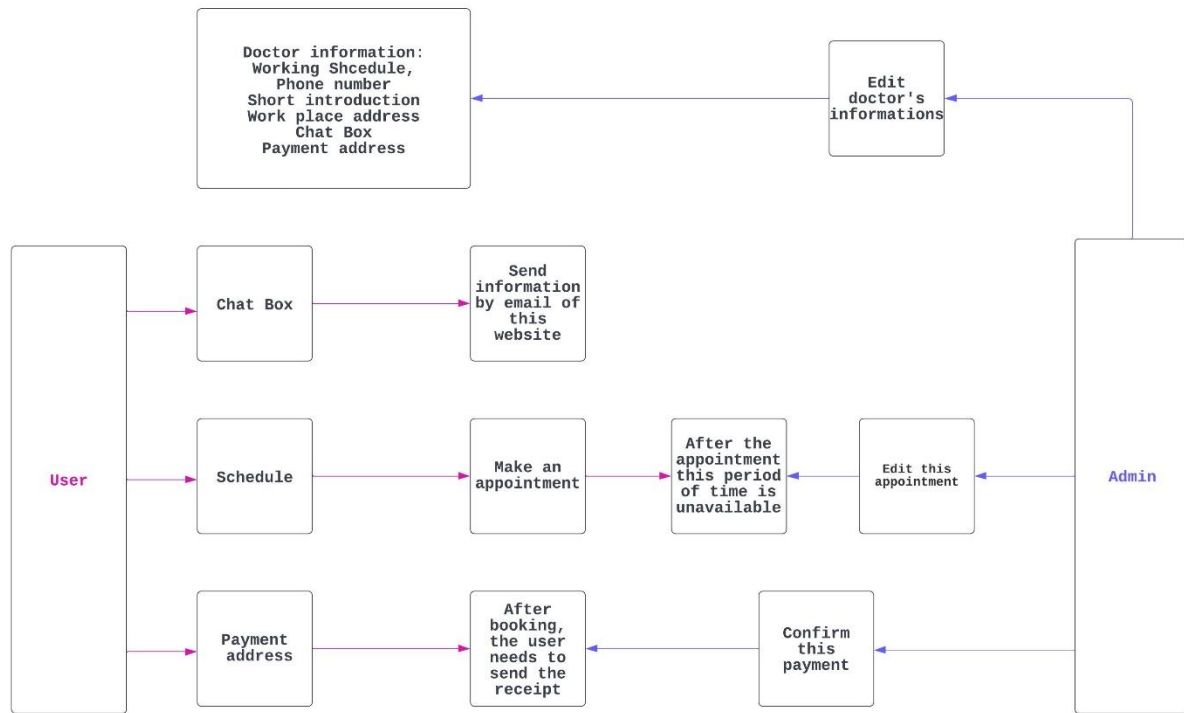 Doctor information:
Working Shcedule,
Phone number
Short introduction
Work place address
Chat Box
Payment address
Edit
doctor's
informations
User
Chat Box
Send
information
by email of
this
website
Schedule
Make an
appointment
After the
appointment
this period
of time is
unavailable
Edit this
appointment
Admin
Payment
address
After
booking,
the user
needs to
send the
receipt
Confirm
this
payment